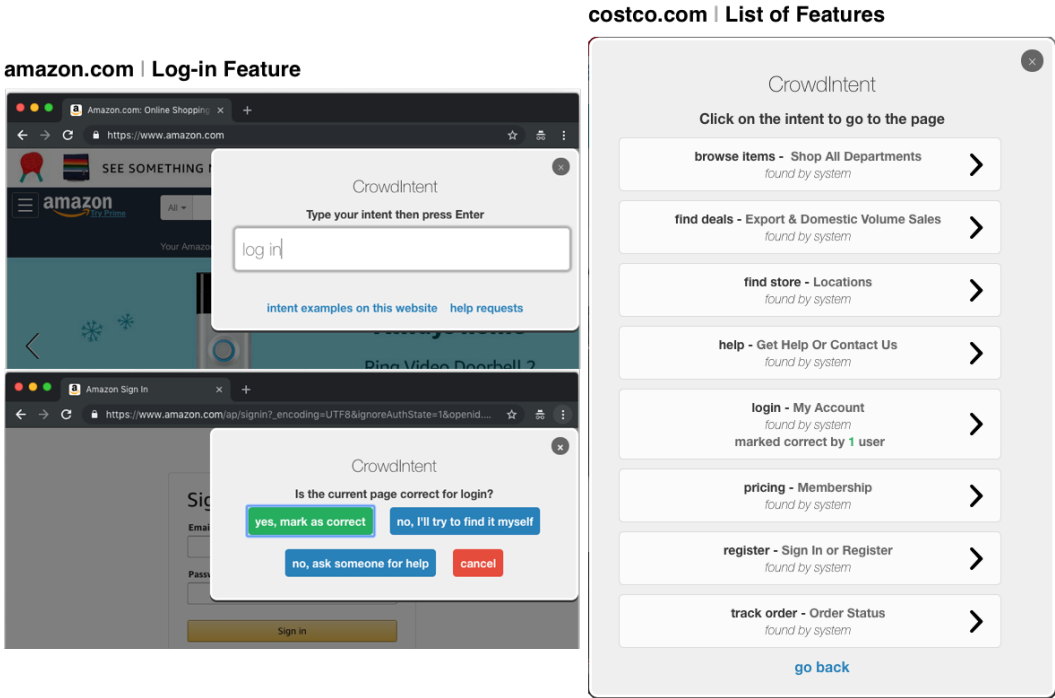 amazon.com | Log-in Feature
Amazon.com: Online Shopping
https://www.amazon.com
SEE SOMETHING
amazon
Try Prime
All
Your Amazo
CrowdIntent
Type your intent then press Enter
log in
intent examples on this website help requests
Ring Video Doorbell 2
Amazon Sign In
https://www.amazon.com/ap/signin?_encoding=UTF8&ignoreAuthState=1&openid....
CrowdIntent
Is the current page correct for login?
yes, mark as correct no, I'll try to find it myself
no, ask someone for help cancel
Sig
Emai
Passw
Sign in
costco.com | List of Features
CrowdIntent
Click on the intent to go to the page
browse items - Shop All Departments
found by system
find deals - Export & Domestic Volume Sales
found by system
find store - Locations
found by system
help - Get Help Or Contact Us
found by system
login - My Account
found by system
marked correct by 1 user
pricing - Membership
found by system
register - Sign In or Register
found by system
track order - Order Status
found by system
go back